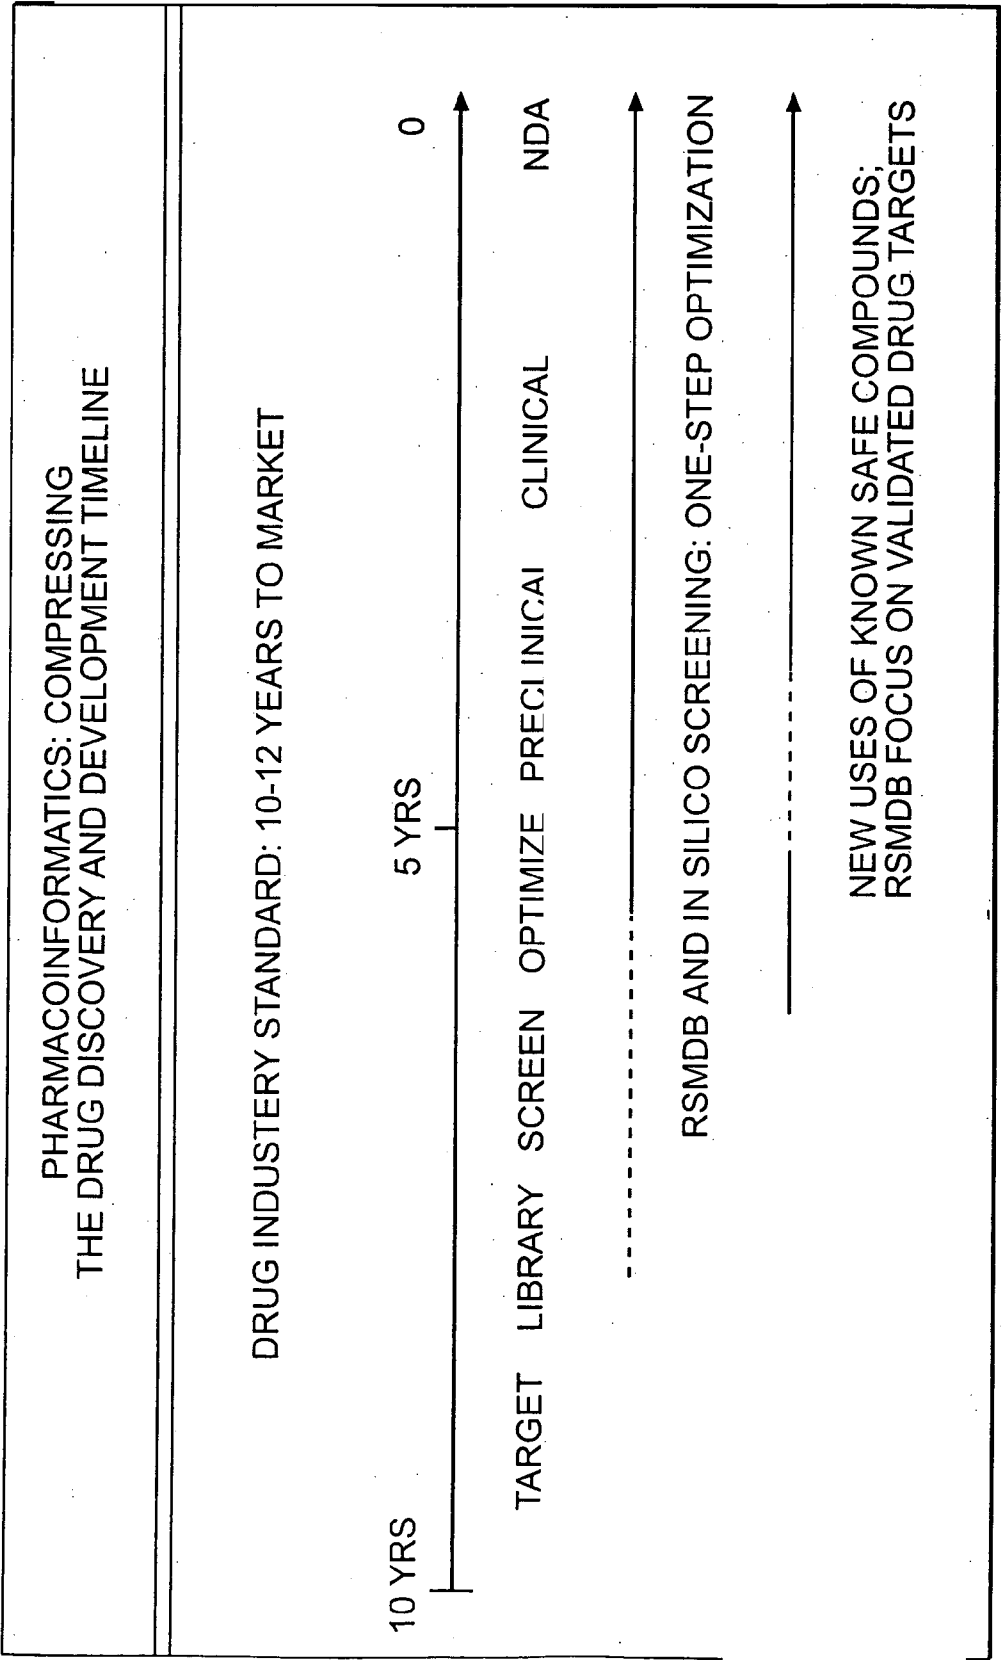 PHARMACOINFORMATICS: COMPRESSING
THE DRUG DISCOVERY AND DEVELOPMENT TIMELINE
DRUG INDUSTERY STANDARD: 10-12 YEARS TO MARKET
10 YRS 5 YRS 0
TARGET LIBRARY SCREEN OPTIMIZE PRECLINICAL CLINICAL NDA
RSMDB AND IN SILICO SCREENING: ONE-STEP OPTIMIZATION
NEW USES OF KNOWN SAFE COMPOUNDS;
RSMDB FOCUS ON VALIDATED DRUG TARGETS